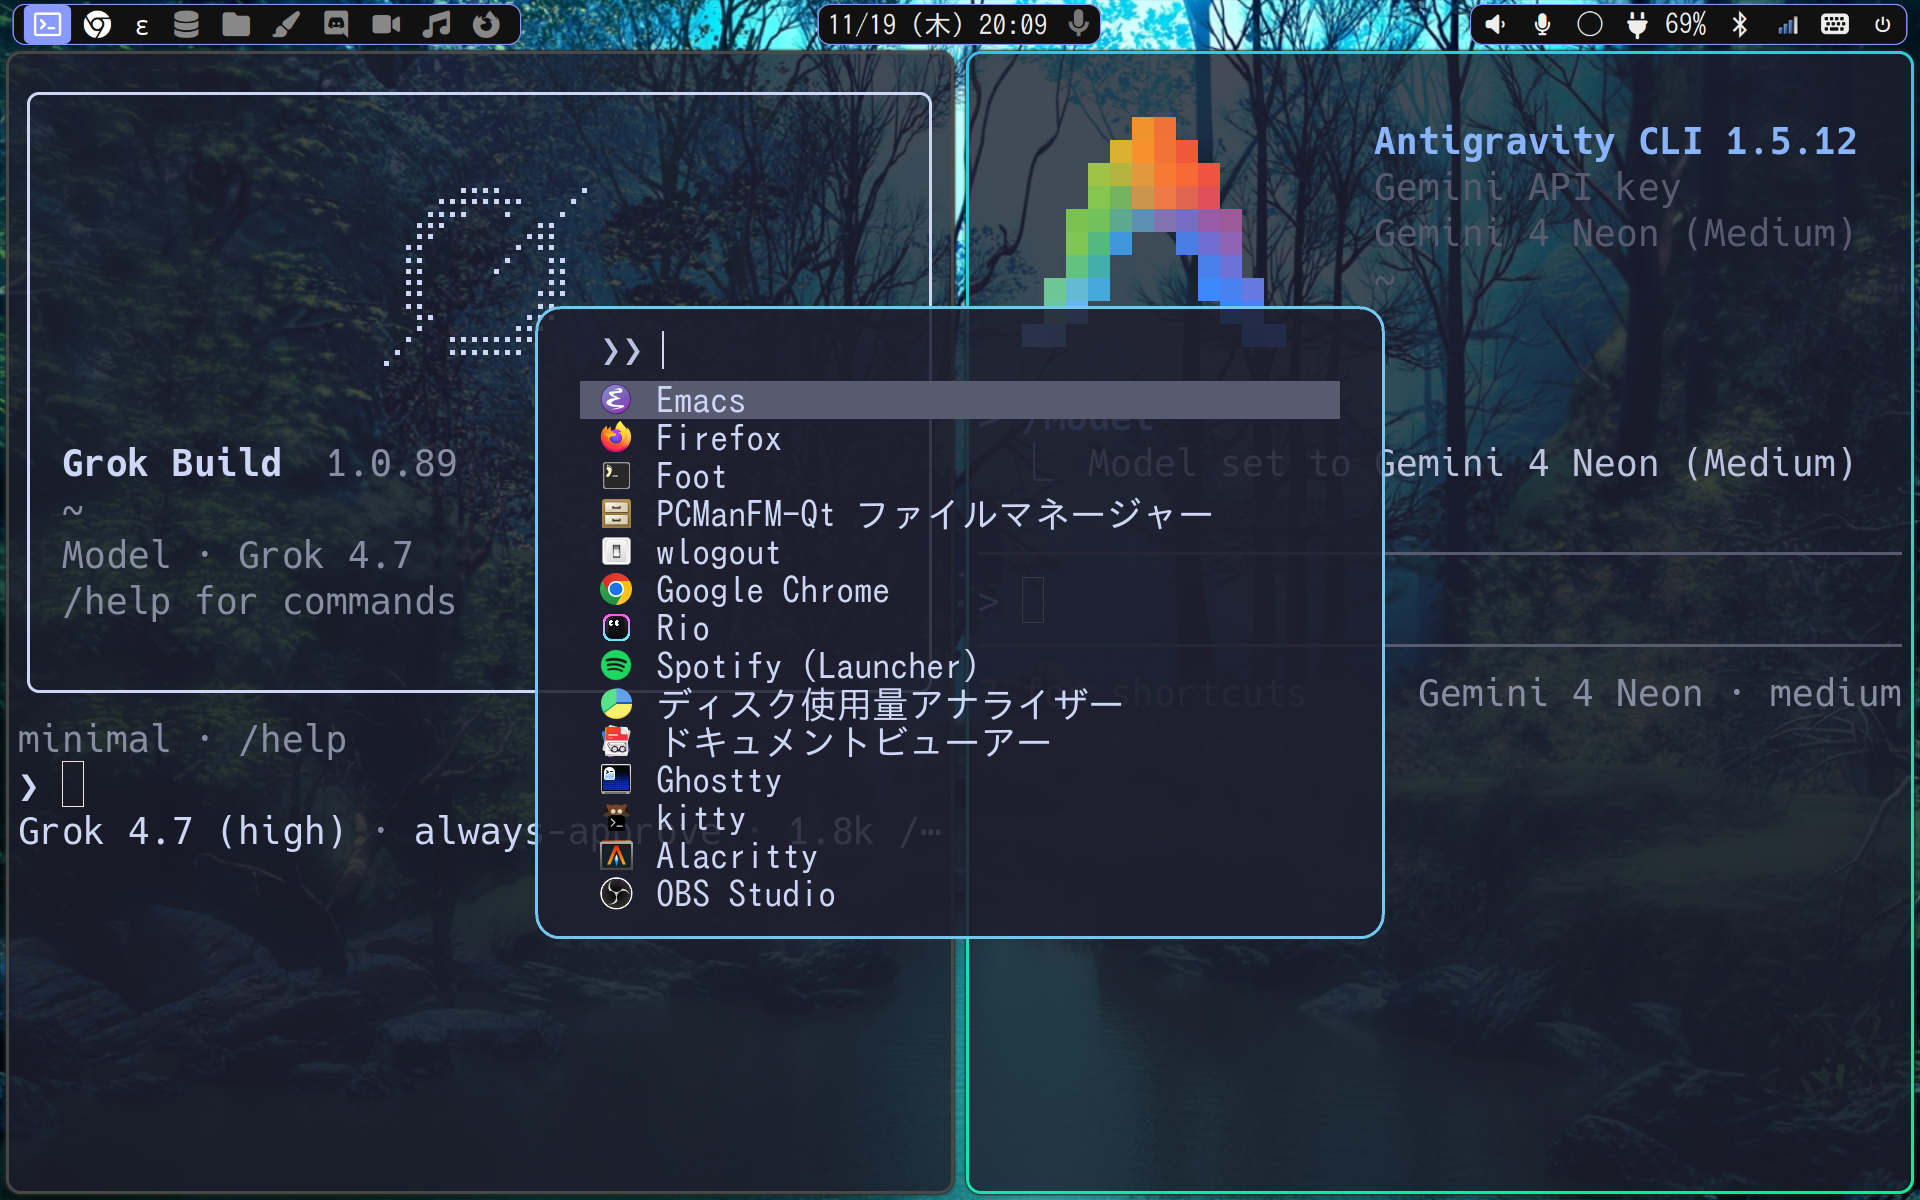 ε
11/19 (木) 20:09
69%
Grok Build 1.0.89
~
Model · Grok 4.7
/help for commands
minimal · /help
❯
Grok 4.7 (high) · always-approve · 1.8k /…
Antigravity CLI 1.5.12
Gemini API key
Gemini 4 Neon (Medium)
~
> /model
Model set to Gemini 4 Neon (Medium)
>
shortcuts
Gemini 4 Neon · medium
❯❯
Emacs
Firefox
Foot
PCManFM-Qt ファイルマネージャー
wlogout
Google Chrome
Rio
Spotify (Launcher)
ディスク使用量アナライザー
ドキュメントビューアー
Ghostty
kitty
Alacritty
OBS Studio